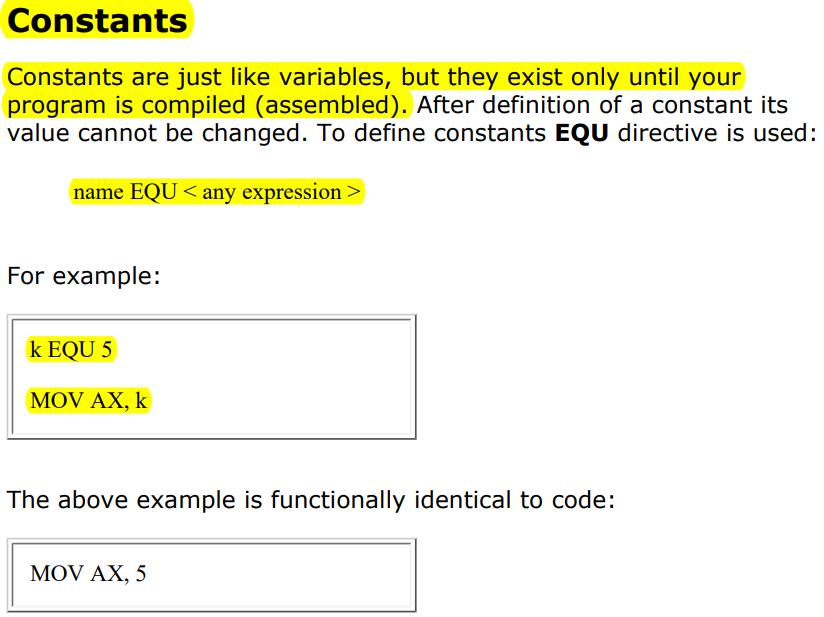 Constants
Constants are just like variables, but they exist only until your
program is compiled (assembled). After definition of a constant its
value cannot be changed. To define constants EQU directive is used:
name EQU < any expression >
For example:
k EQU 5
MOV AX, k
The above example is functionally identical to code:
MOV AX, 5